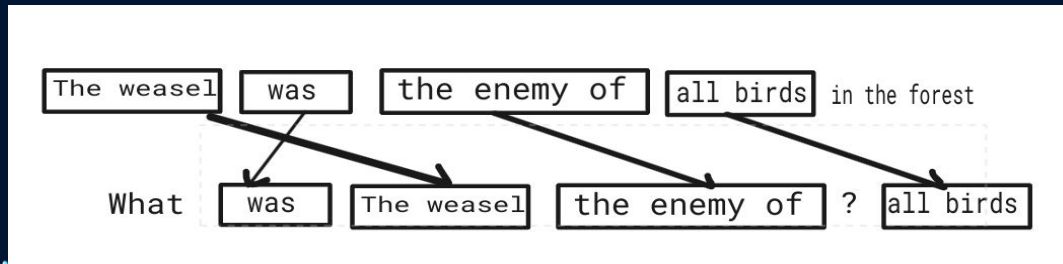 The weasel was the enemy of all birds in the forest
What was The weasel the enemy of ? all birds